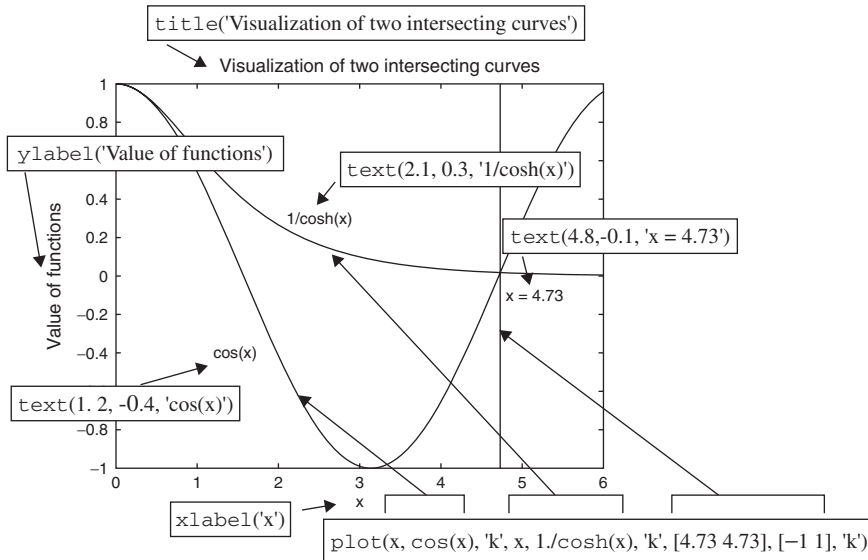 title('Visualization of two intersecting curves')
Visualization of two intersecting curves
1
0.8
ylabel('Value of functions')
text(2.1, 0.3, '1/cosh(x)')
0.4
1/cosh(x)
0.2
text(4.8,-0.1, 'x = 4.73')
0
x = 4.73
Value of functions
−0.2
−0.4
cos(x)
text(1. 2, -0.4, 'cos(x)')
−0.8
−1
0 1 2 3 4 5 6
x
xlabel('x')
plot(x, cos(x), 'k', x, 1./cosh(x), 'k', [4.73 4.73], [−1 1], 'k')